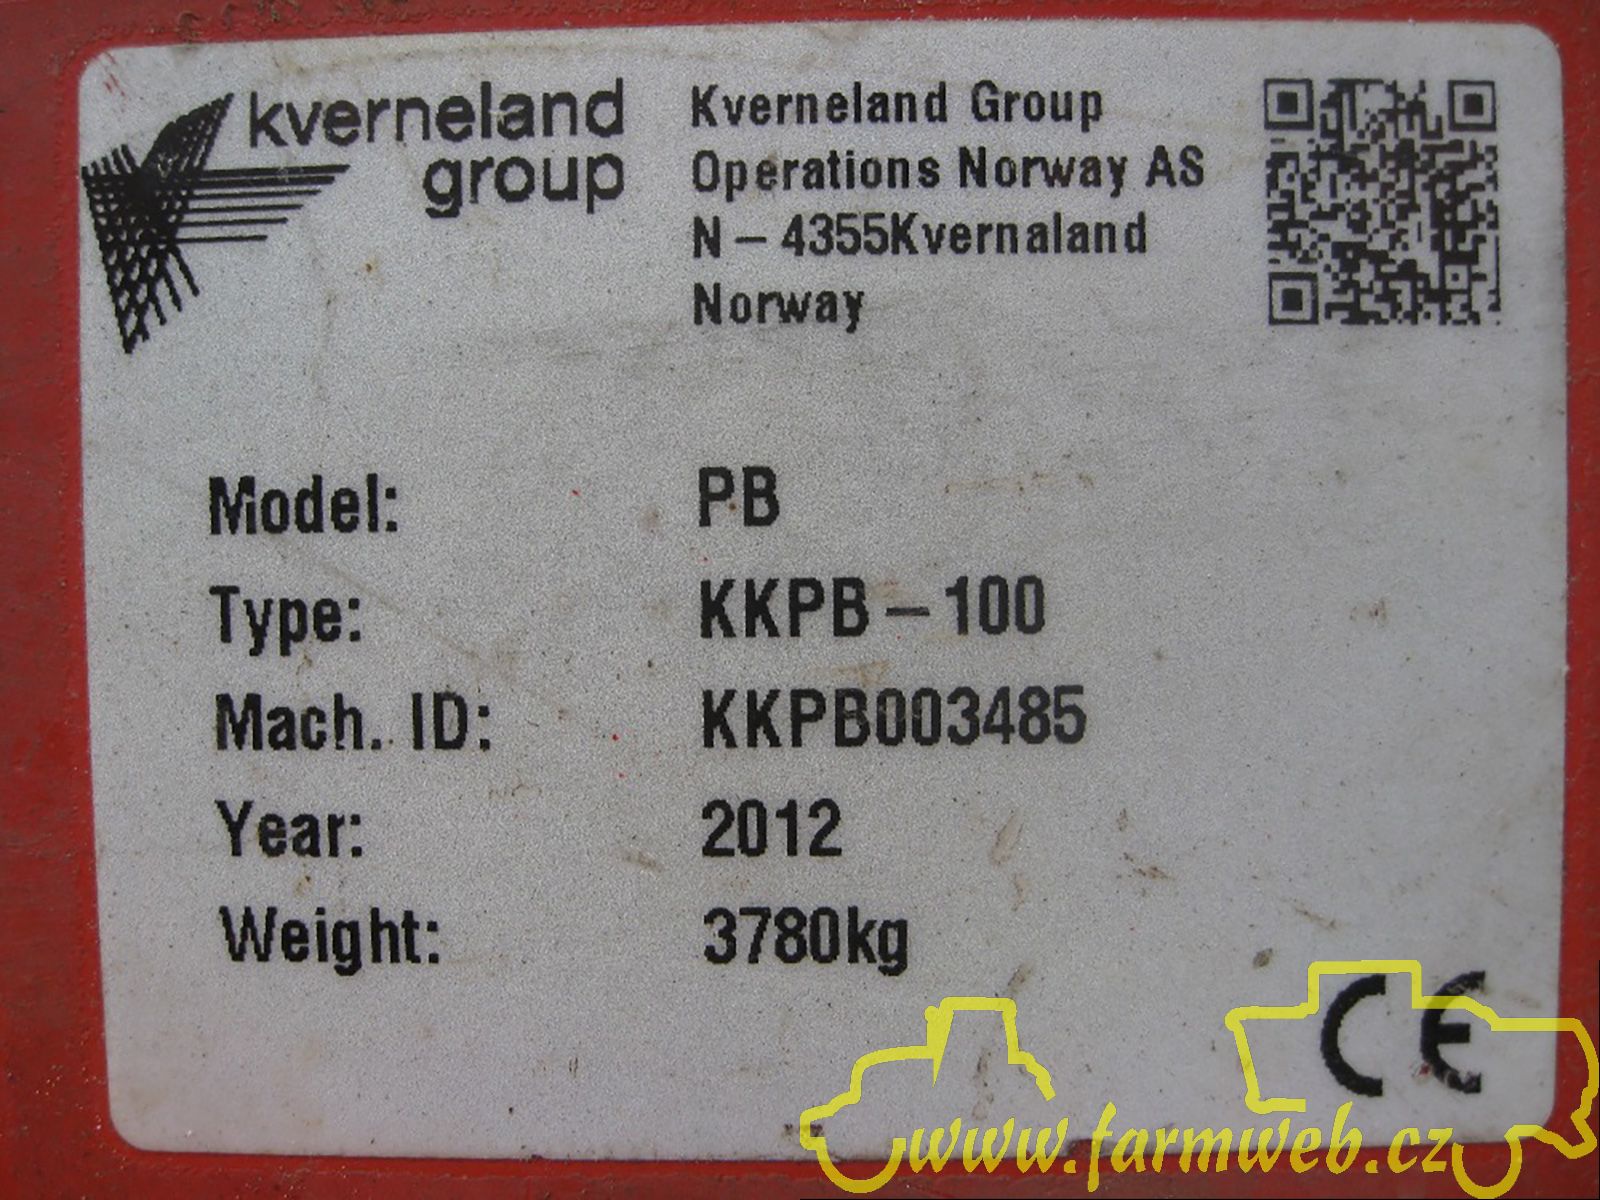 kverneland
group
Kverneland Group
Operations Norway AS
N - 4355Kvernaland
Norway
Model: PB
Type: KKPB-100
Mach. ID: KKPB003485
Year: 2012
Weight: 3780kg
CE
www.farmweb.cz